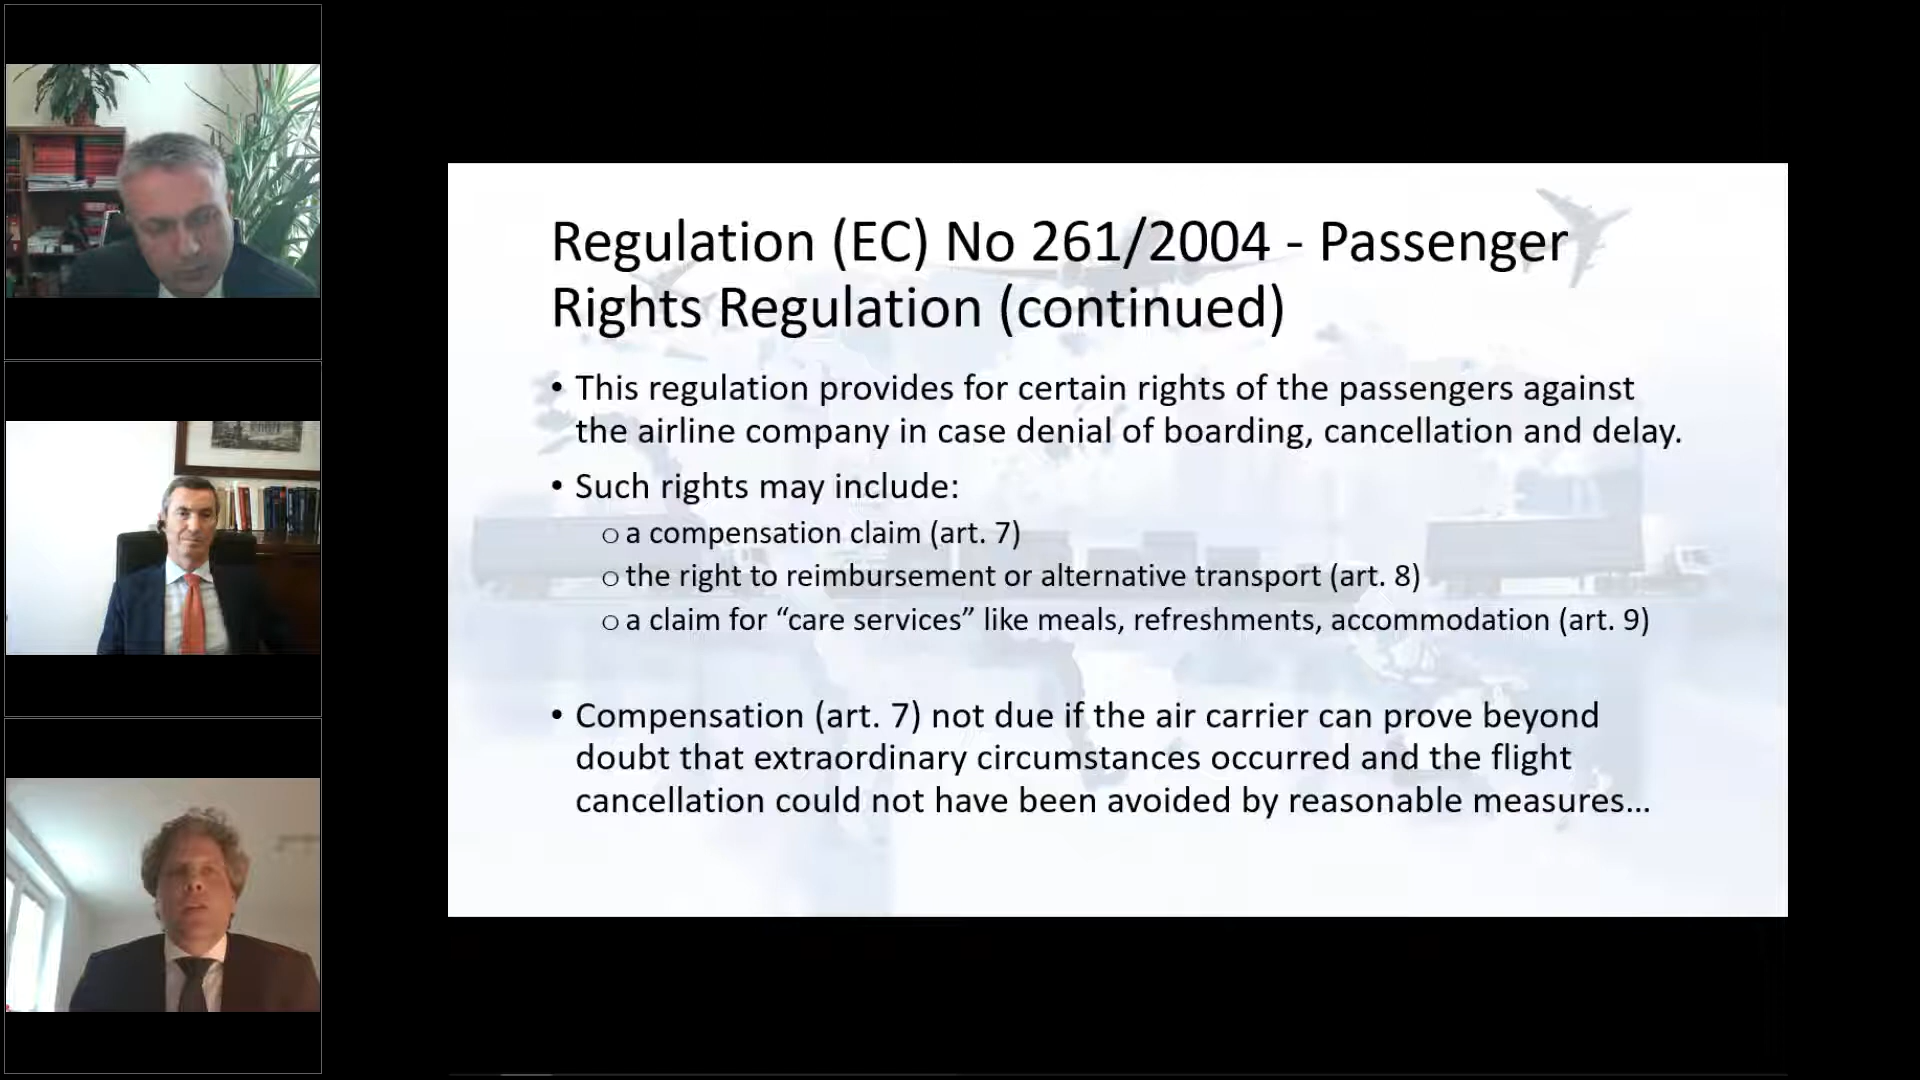 Regulation (EC) No 261/2004 - Passenger
Rights Regulation (continued)
• This regulation provides for certain rights of the passengers against
the airline company in case denial of boarding, cancellation and delay.
• Such rights may include:
o a compensation claim (art. 7)
o the right to reimbursement or alternative transport (art. 8)
o a claim for “care services” like meals, refreshments, accommodation (art. 9)
• Compensation (art. 7) not due if the air carrier can prove beyond
doubt that extraordinary circumstances occurred and the flight
cancellation could not have been avoided by reasonable measures...